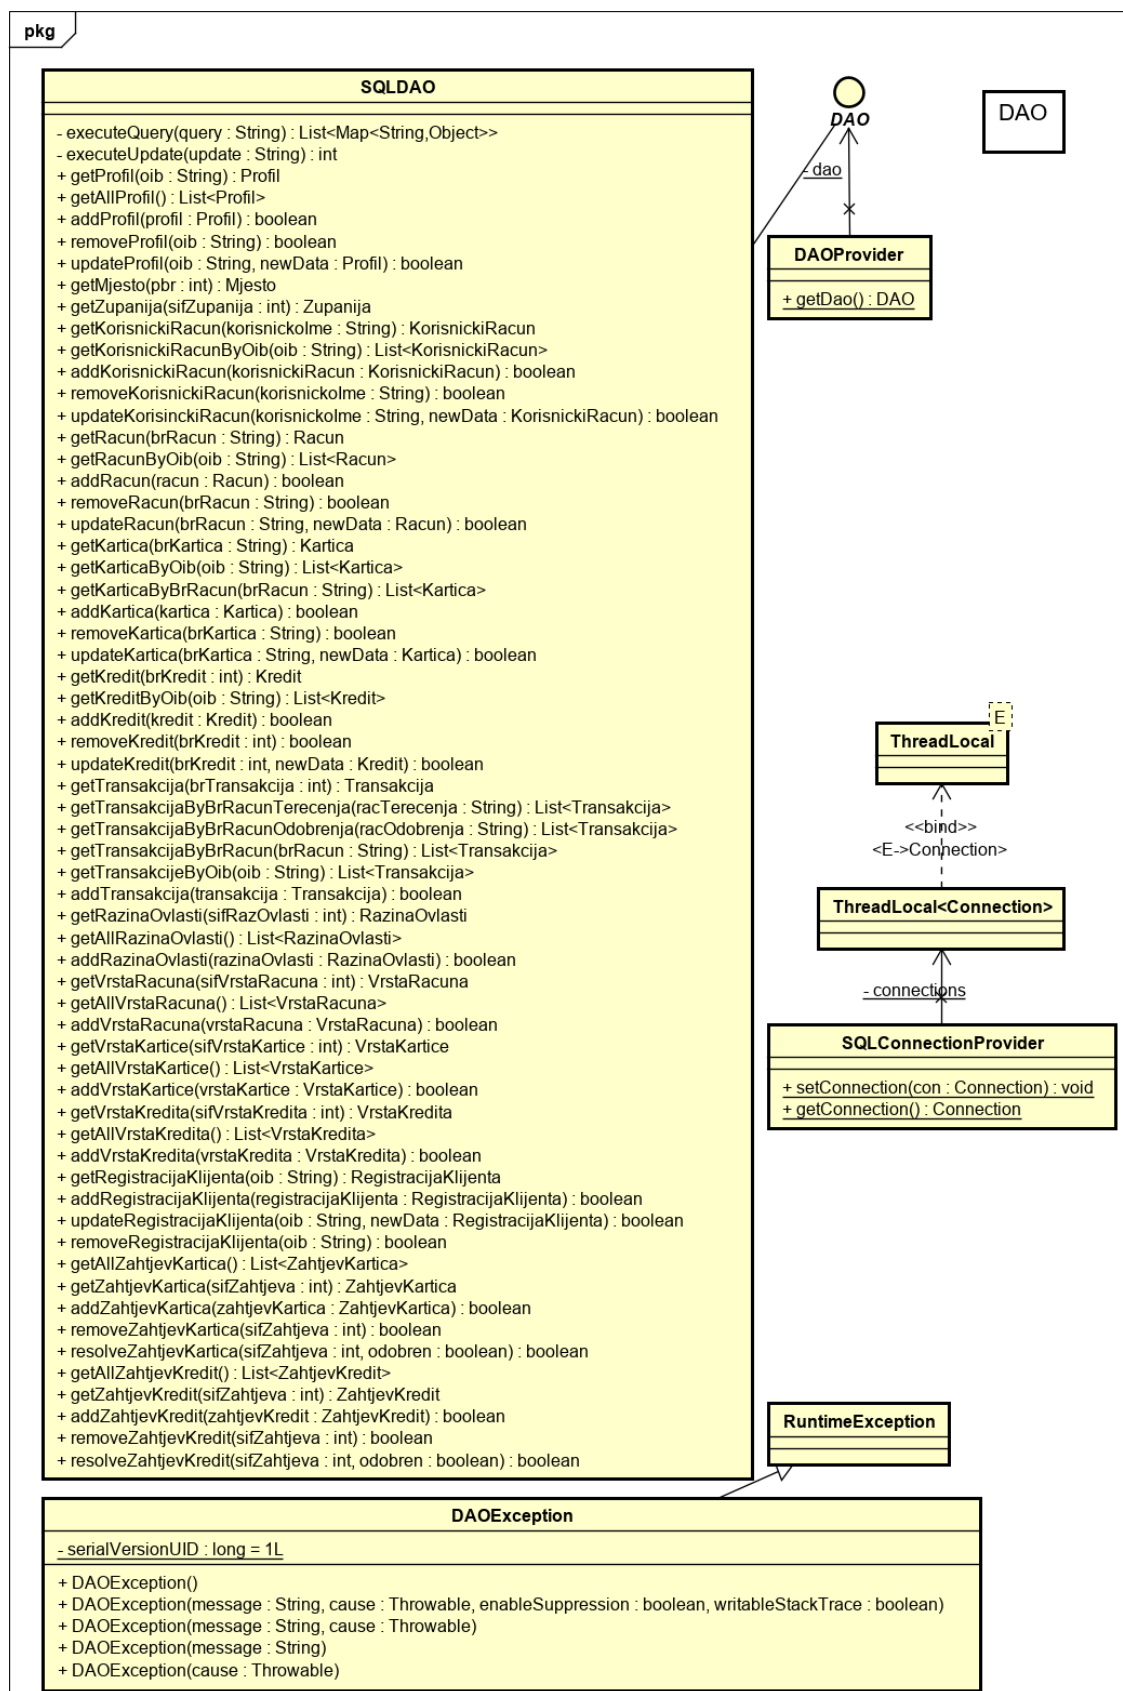 pkg
SQLDAO
- executeQuery(query : String) : List<Map<String,Object>>
- executeUpdate(update : String) : int
+ getProfil(oib : String) : Profil
+ getAllProfil() : List<Profil>
+ addProfil(profil : Profil) : boolean
+ removeProfil(oib : String) : boolean
+ updateProfil(oib : String, newData : Profil) : boolean
+ getMjesto(pbr : int) : Mjesto
+ getZupanija(sifZupanija : int) : Zupanija
+ getKorisnickiRacun(korisnickoIme : String) : KorisnickiRacun
+ getKorisnickiRacunByOib(oib : String) : List<KorisnickiRacun>
+ addKorisnickiRacun(korisnickiRacun : KorisnickiRacun) : boolean
+ removeKorisnickiRacun(korisnickoIme : String) : boolean
+ updateKorisinckiRacun(korisnickoIme : String, newData : KorisnickiRacun) : boolean
+ getRacun(brRacun : String) : Racun
+ getRacunByOib(oib : String) : List<Racun>
+ addRacun(racun : Racun) : boolean
+ removeRacun(brRacun : String) : boolean
+ updateRacun(brRacun : String, newData : Racun) : boolean
+ getKartica(brKartica : String) : Kartica
+ getKarticaByOib(oib : String) : List<Kartica>
+ getKarticaByBrRacun(brRacun : String) : List<Kartica>
+ addKartica(kartica : Kartica) : boolean
+ removeKartica(brKartica : String) : boolean
+ updateKartica(brKartica : String, newData : Kartica) : boolean
+ getKredit(brKredit : int) : Kredit
+ getKreditByOib(oib : String) : List<Kredit>
+ addKredit(kredit : Kredit) : boolean
+ removeKredit(brKredit : int) : boolean
+ updateKredit(brKredit : int, newData : Kredit) : boolean
+ getTransakcija(brTransakcija : int) : Transakcija
+ getTransakcijaByBrRacunTerecenja(racTerecenja : String) : List<Transakcija>
+ getTransakcijaByBrRacunOdobrenja(racOdobrenja : String) : List<Transakcija>
+ getTransakcijaByBrRacun(brRacun : String) : List<Transakcija>
+ getTransakcijeByOib(oib : String) : List<Transakcija>
+ addTransakcija(transakcija : Transakcija) : boolean
+ getRazinaOvlasti(sifRazOvlasti : int) : RazinaOvlasti
+ getAllRazinaOvlasti() : List<RazinaOvlasti>
+ addRazinaOvlasti(razinaOvlasti : RazinaOvlasti) : boolean
+ getVrstaRacuna(sifVrstaRacuna : int) : VrstaRacuna
+ getAllVrstaRacuna() : List<VrstaRacuna>
+ addVrstaRacuna(vrstaRacuna : VrstaRacuna) : boolean
+ getVrstaKartice(sifVrstaKartice : int) : VrstaKartice
+ getAllVrstaKartice() : List<VrstaKartice>
+ addVrstaKartice(vrstaKartice : VrstaKartice) : boolean
+ getVrstaKredita(sifVrstaKredita : int) : VrstaKredita
+ getAllVrstaKredita() : List<VrstaKredita>
+ addVrstaKredita(vrstaKredita : VrstaKredita) : boolean
+ getRegistracijaKlijenta(oib : String) : RegistracijaKlijenta
+ addRegistracijaKlijenta(registracijaKlijenta : RegistracijaKlijenta) : boolean
+ updateRegistracijaKlijenta(oib : String, newData : RegistracijaKlijenta) : boolean
+ removeRegistracijaKlijenta(oib : String) : boolean
+ getAllZahtjevKartica() : List<ZahtjevKartica>
+ getZahtjevKartica(sifZahtjeva : int) : ZahtjevKartica
+ addZahtjevKartica(zahtjevKartica : ZahtjevKartica) : boolean
+ removeZahtjevKartica(sifZahtjeva : int) : boolean
+ resolveZahtjevKartica(sifZahtjeva : int, odobren : boolean) : boolean
+ getAllZahtjevKredit() : List<ZahtjevKredit>
+ getZahtjevKredit(sifZahtjeva : int) : ZahtjevKredit
+ addZahtjevKredit(zahtjevKredit : ZahtjevKredit) : boolean
+ removeZahtjevKredit(sifZahtjeva : int) : boolean
+ resolveZahtjevKredit(sifZahtjeva : int, odobren : boolean) : boolean
DAO
DAO
- dao
DAOProvider
+ getDao() : DAO
E
ThreadLocal
<<bind>>
<E->Connection>
ThreadLocal<Connection>
- connections
SQLConnectionProvider
+ setConnection(con : Connection) : void
+ getConnection() : Connection
RuntimeException
DAOException
- serialVersionUID : long = 1L
+ DAOException()
+ DAOException(message : String, cause : Throwable, enableSuppression : boolean, writableStackTrace : boolean)
+ DAOException(message : String, cause : Throwable)
+ DAOException(message : String)
+ DAOException(cause : Throwable)